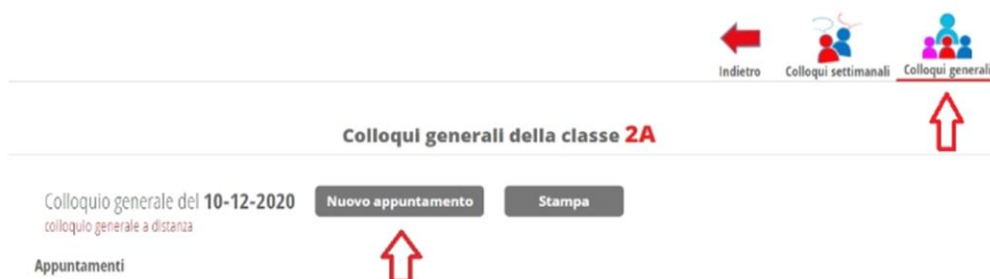 Indietro Colloqui settimanali Colloqui generali
Colloqui generali della classe 2A
Colloquio generale del 10-12-2020 Nuovo appuntamento Stampa
colloquio generale a distanza
Appuntamenti